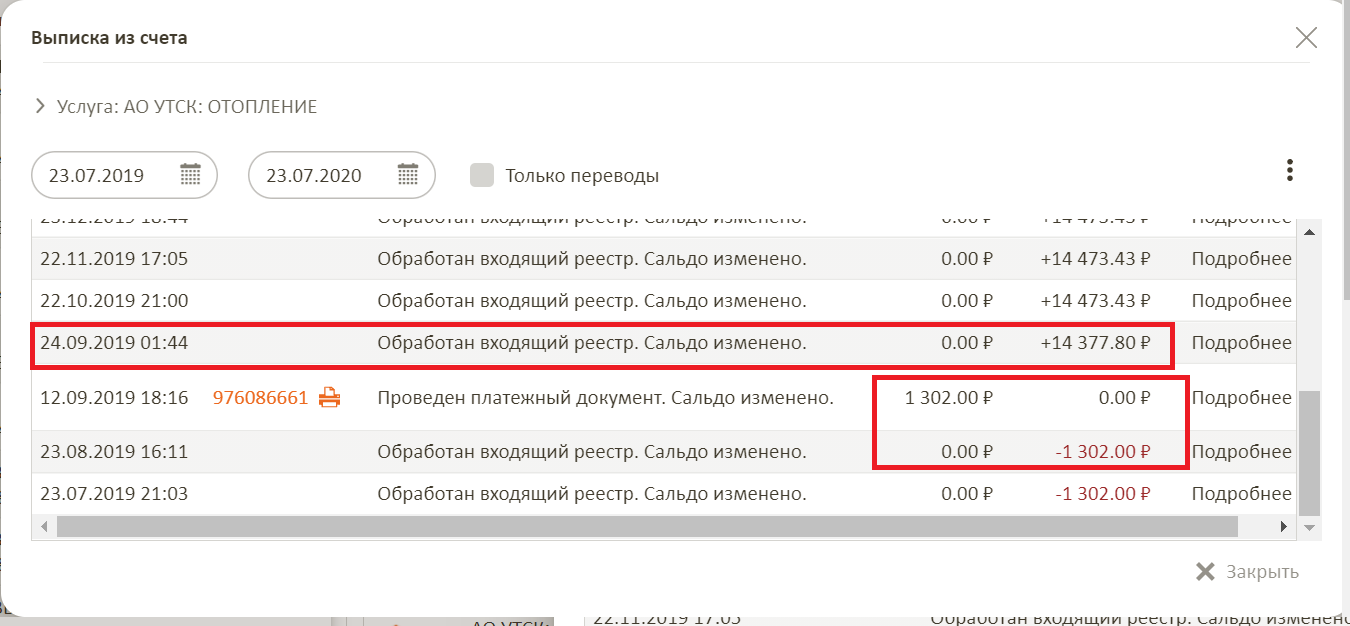 Выписка из счета
Услуга: АО УТСК: ОТОПЛЕНИЕ
23.07.2019 23.07.2020 Только переводы
23.12.2019 18:44 Обработан входящий реестр. Сальдо изменено. 0.00 ₽ +14 473.43 ₽ Подробнее
22.11.2019 17:05 Обработан входящий реестр. Сальдо изменено. 0.00 ₽ +14 473.43 ₽ Подробнее
22.10.2019 21:00 Обработан входящий реестр. Сальдо изменено. 0.00 ₽ +14 473.43 ₽ Подробнее
24.09.2019 01:44 Обработан входящий реестр. Сальдо изменено. 0.00 ₽ +14 377.80 ₽ Подробнее
12.09.2019 18:16 976086661 Проведен платежный документ. Сальдо изменено. 1 302.00 ₽ 0.00 ₽ Подробнее
23.08.2019 16:11 Обработан входящий реестр. Сальдо изменено. 0.00 ₽ -1 302.00 ₽ Подробнее
23.07.2019 21:03 Обработан входящий реестр. Сальдо изменено. 0.00 ₽ -1 302.00 ₽ Подробнее
Закрыть
АО УТСК: 22.11.2019 17:05 Обработан входящий реестр. Сальдо изменено